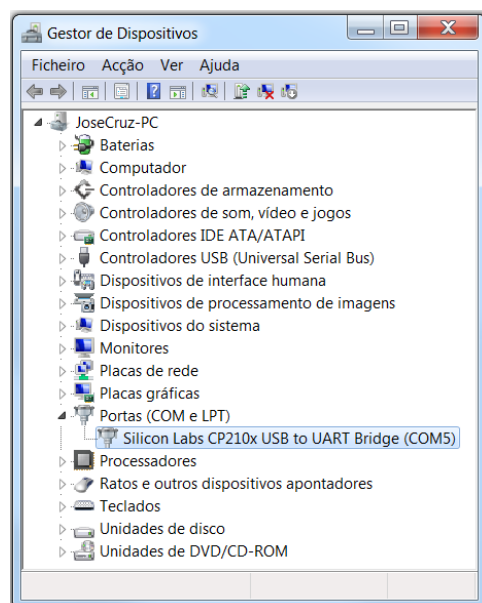 Gestor de Dispositivos
Ficheiro Acção Ver Ajuda
JoseCruz-PC
Baterias
Computador
Controladores de armazenamento
Controladores de som, vídeo e jogos
Controladores IDE ATA/ATAPI
Controladores USB (Universal Serial Bus)
Dispositivos de interface humana
Dispositivos de processamento de imagens
Dispositivos do sistema
Monitores
Placas de rede
Placas gráficas
Portas (COM e LPT)
Silicon Labs CP210x USB to UART Bridge (COM5)
Processadores
Ratos e outros dispositivos apontadores
Teclados
Unidades de disco
Unidades de DVD/CD-ROM